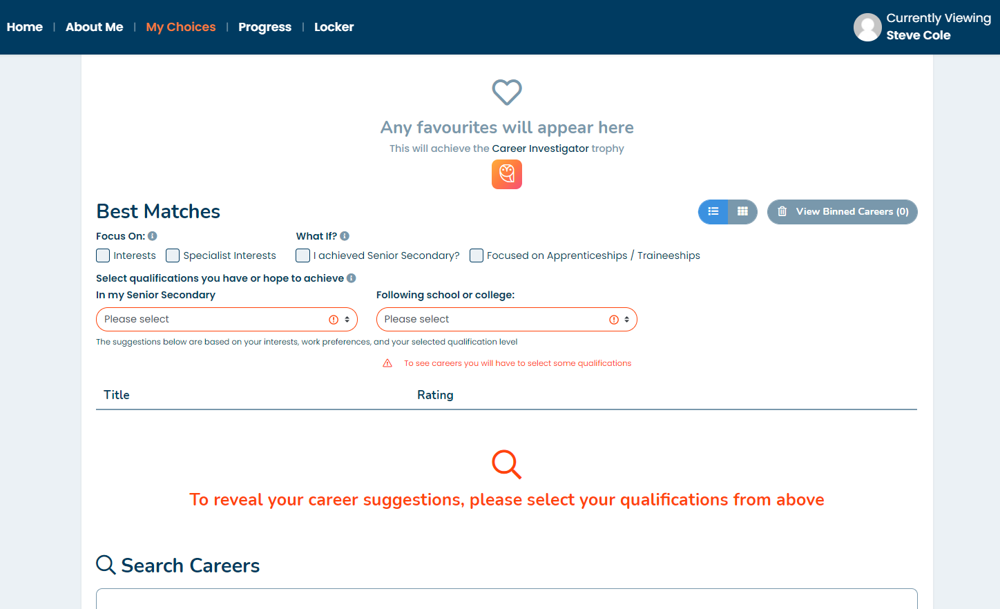 Home | About Me | My Choices | Progress | Locker
Currently Viewing
Steve Cole
Any favourites will appear here
This will achieve the Career Investigator trophy
Best Matches
View Binned Careers (0)
Focus On:
What If?
Interests
Specialist Interests
I achieved Senior Secondary?
Focused on Apprenticeships / Traineeships
Select qualifications you have or hope to achieve
In my Senior Secondary
Following school or college:
Please select
Please select
The suggestions below are based on your interests, work preferences, and your selected qualification level
To see careers you will have to select some qualifications
Title
Rating
To reveal your career suggestions, please select your qualifications from above
Search Careers